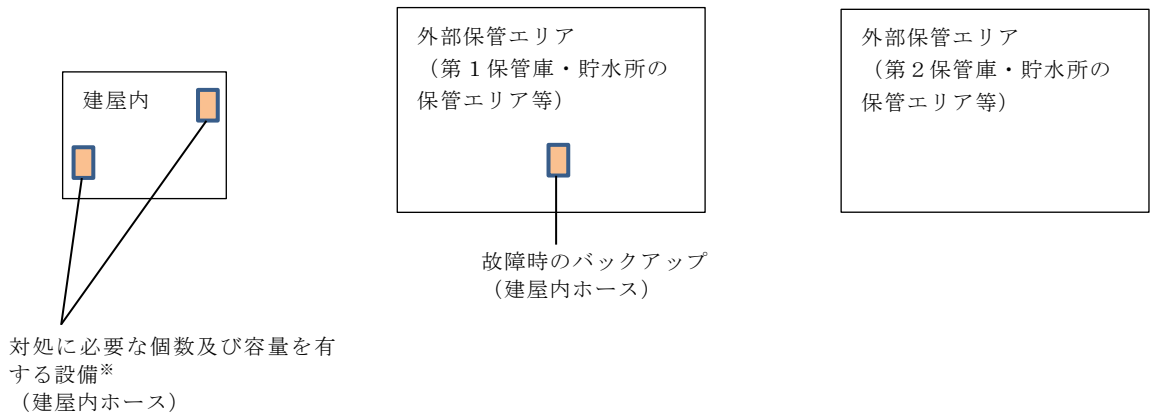 建屋内
外部保管エリア
（第１保管庫・貯水所の
保管エリア等）
外部保管エリア
（第２保管庫・貯水所の
保管エリア等）
故障時のバックアップ
（建屋内ホース）
対処に必要な個数及び容量を有
する設備※
（建屋内ホース）